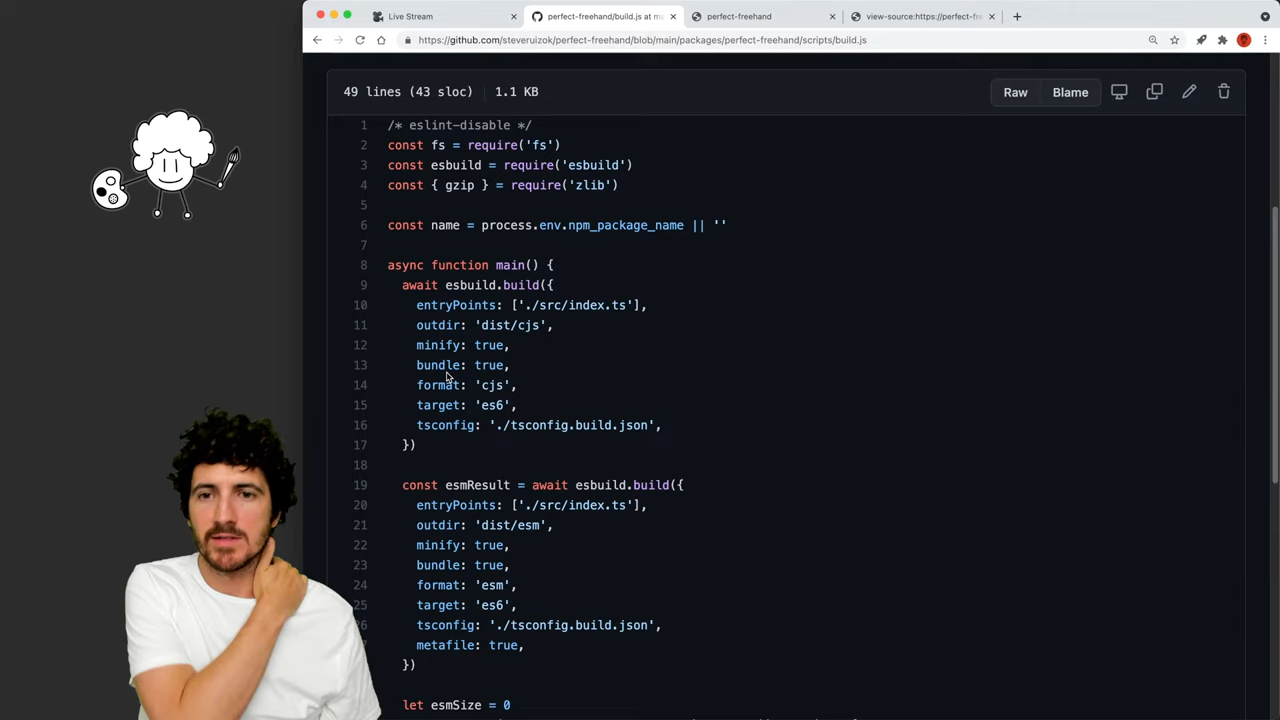 Live Stream
perfect-freehand/build.js at ma
perfect-freehand
view-source:https://perfect-fr
https://github.com/steveruizok/perfect-freehand/blob/main/packages/perfect-freehand/scripts/build.js
49 lines (43 sloc) 1.1 KB Raw Blame
1 /* eslint-disable */
2 const fs = require('fs')
3 const esbuild = require('esbuild')
4 const { gzip } = require('zlib')
5
6 const name = process.env.npm_package_name || ''
7
8 async function main() {
9 await esbuild.build({
10 entryPoints: ['./src/index.ts'],
11 outdir: 'dist/cjs',
12 minify: true,
13 bundle: true,
14 format: 'cjs',
15 target: 'es6',
16 tsconfig: './tsconfig.build.json',
17 })
18
19 const esmResult = await esbuild.build({
20 entryPoints: ['./src/index.ts'],
21 outdir: 'dist/esm',
22 minify: true,
23 bundle: true,
24 format: 'esm',
25 target: 'es6',
26 tsconfig: './tsconfig.build.json',
metafile: true,
})
let esmSize = 0